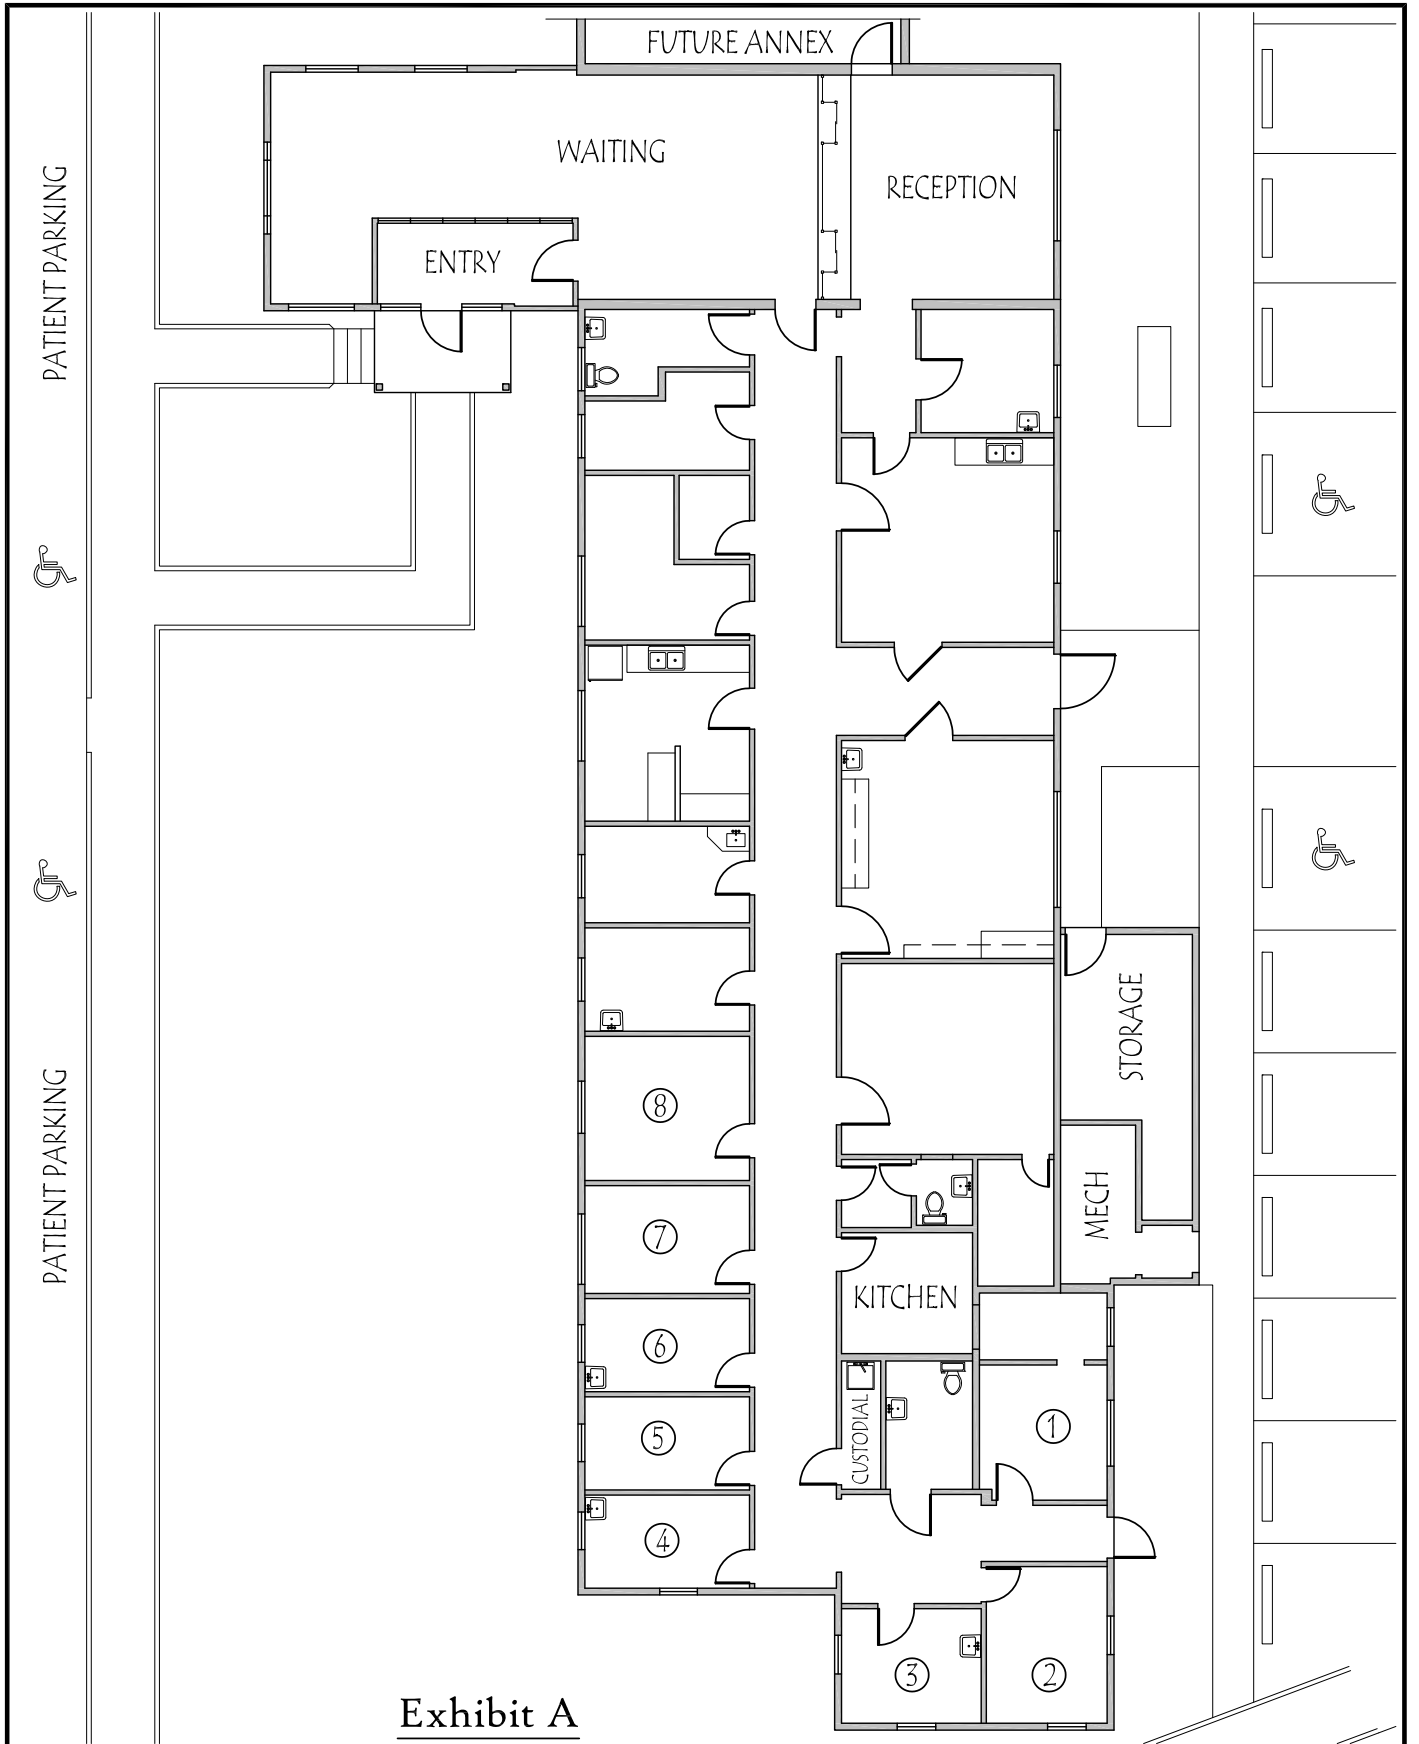 FUTURE ANNEX
WAITING
RECEPTION
PATIENT PARKING
ENTRY
STORAGE
8
PATIENT PARKING
MECH
7
KITCHEN
6
CUSTODIAL
1
5
4
3
2
Exhibit A